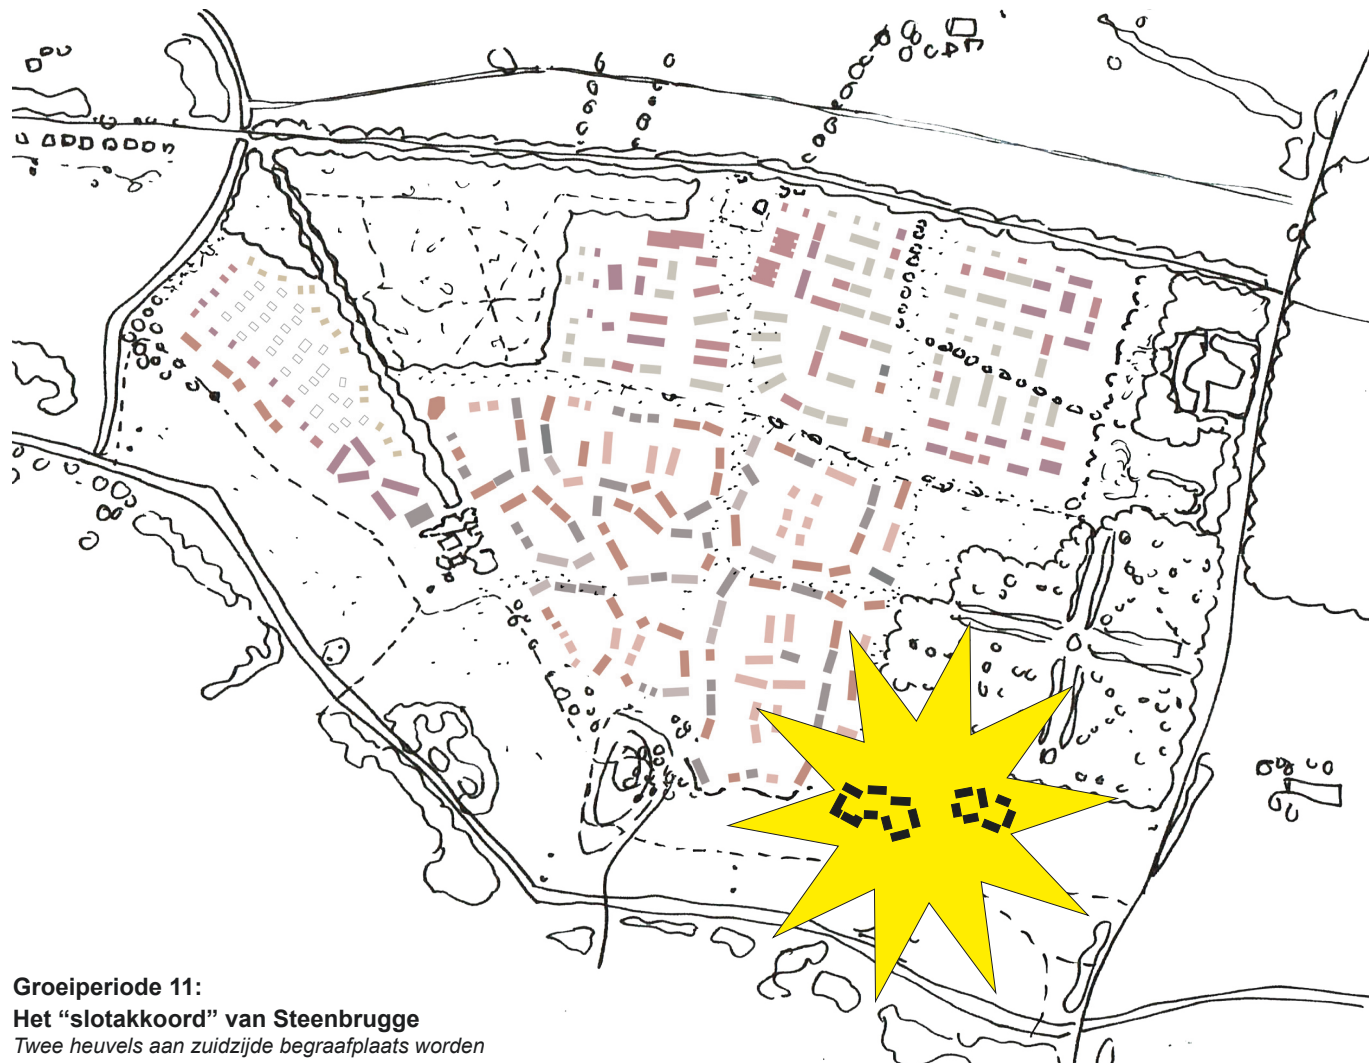 Groeiperiode 11:
Het “slotakkoord” van Steenbrugge
Twee heuvels aan zuidzijde begraafplaats worden